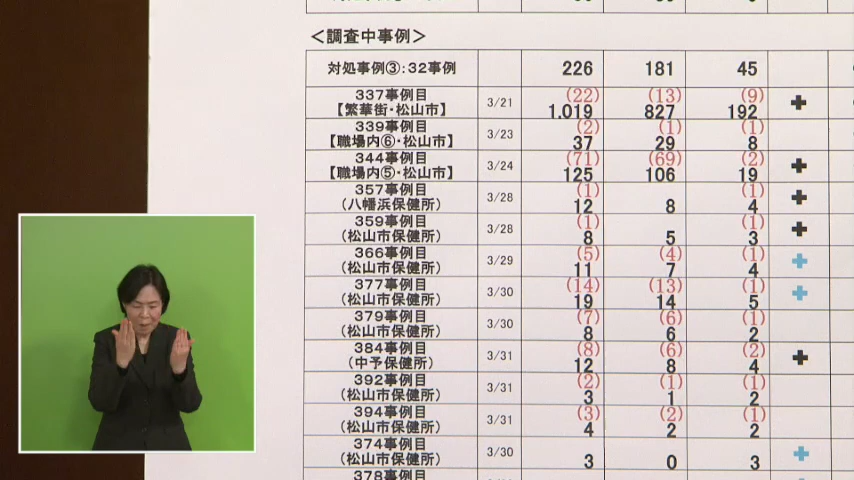 <調査中事例>
対処事例③:32事例 226 181 45
337事例目 (22) (13) (9)
【繁華街・松山市】 3/21 1,019 827 192 +
339事例目 (2) (1) (1)
【職場内⑥・松山市】 3/23 37 29 8
344事例目 (71) (69) (2)
【職場内⑤・松山市】 3/24 125 106 19 +
357事例目 (1) (1)
(八幡浜保健所) 3/28 12 8 4 +
359事例目 (1) (1)
(松山市保健所) 3/28 8 5 3 +
366事例目 (5) (4) (1)
(松山市保健所) 3/29 11 7 4 +
377事例目 (14) (13) (1)
(松山市保健所) 3/30 19 14 5 +
379事例目 (7) (6) (1)
(松山市保健所) 3/30 8 6 2
384事例目 (8) (6) (2)
(中予保健所) 3/31 12 8 4 +
392事例目 (2) (1) (1)
(松山市保健所) 3/31 3 1 2
394事例目 (3) (2) (1)
(松山市保健所) 3/31 4 2 2
374事例目
(松山市保健所) 3/30 3 0 3 +
378事例目